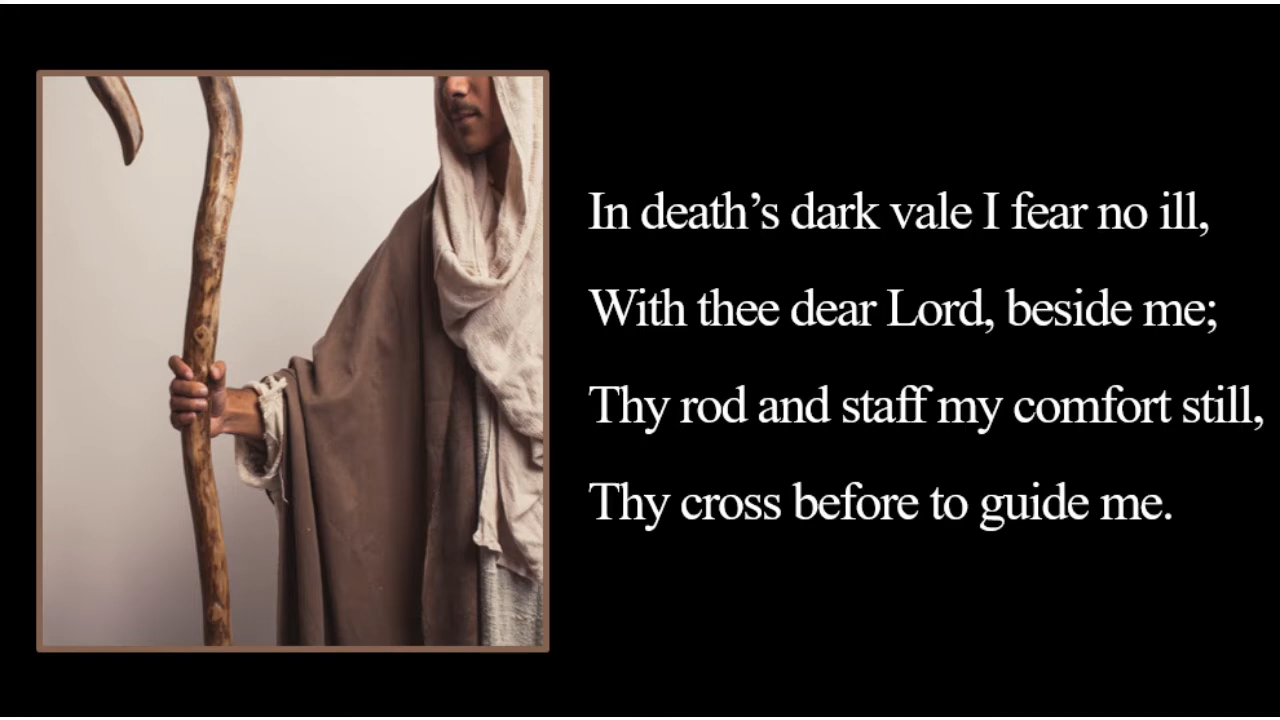 In death’s dark vale I fear no ill,
With thee dear Lord, beside me;
Thy rod and staff my comfort still,
Thy cross before to guide me.